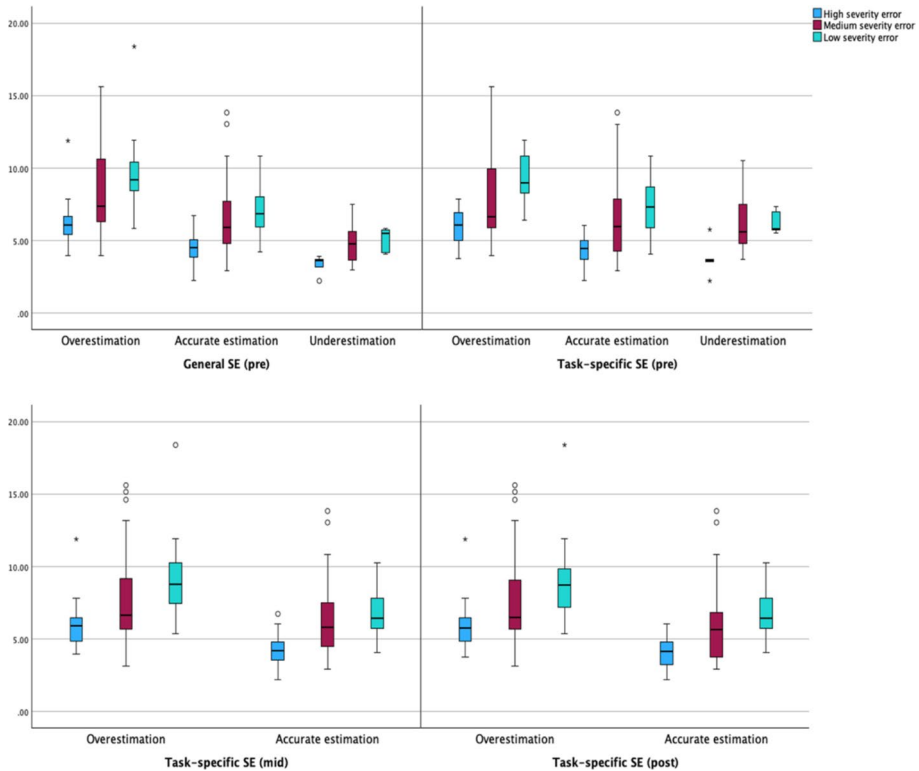 High severity error
Medium severity error
Low severity error
20.00
15.00
10.00
5.00
.00
Overestimation Accurate estimation Underestimation Overestimation Accurate estimation Underestimation
General SE (pre) Task-specific SE (pre)
20.00
15.00
10.00
5.00
.00
Overestimation Accurate estimation Overestimation Accurate estimation
Task-specific SE (mid) Task-specific SE (post)